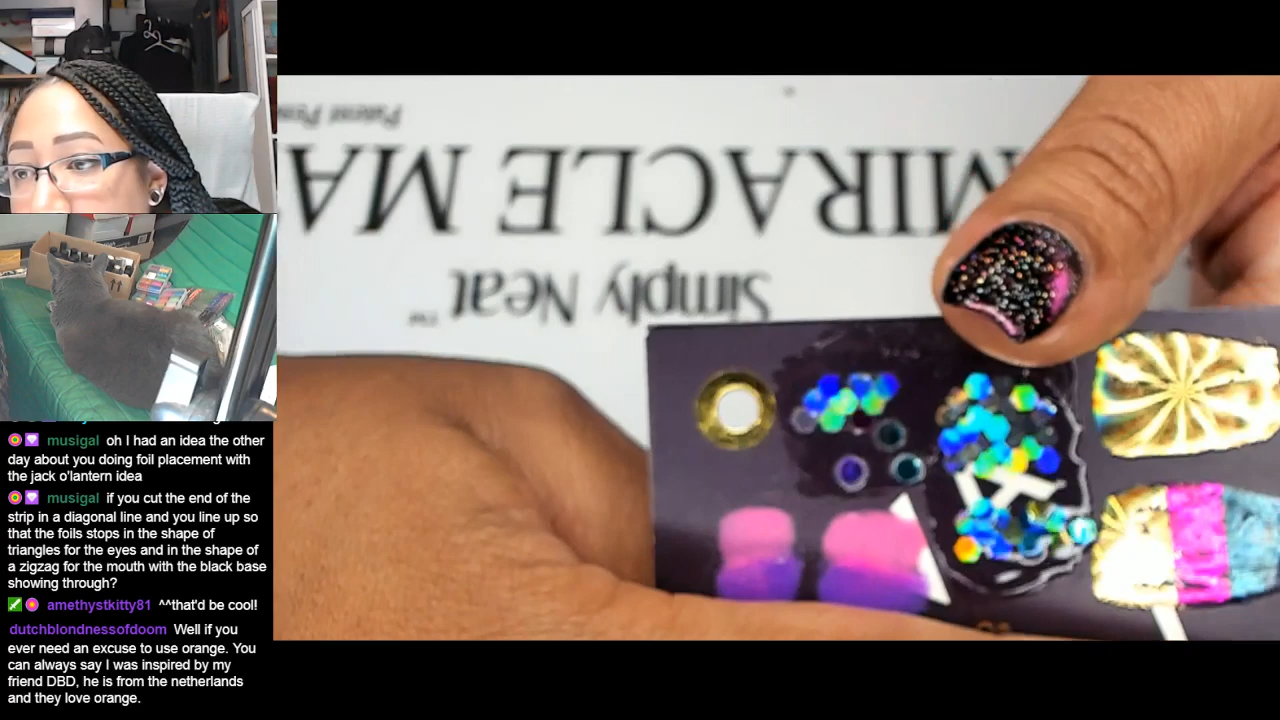 Patent Pen
MIRACLE MA
Simply Neat™
musigal oh I had an idea the other
day about you doing foil placement with
the jack o'lantern idea
musigal if you cut the end of the
strip in a diagonal line and you line up so
that the foils stops in the shape of
triangles for the eyes and in the shape of
a zigzag for the mouth with the black base
showing through?
amethystkitty81 ^^that'd be cool!
dutchblondnessofdoom Well if you
ever need an excuse to use orange. You
can always say I was inspired by my
friend DBD, he is from the netherlands
and they love orange.